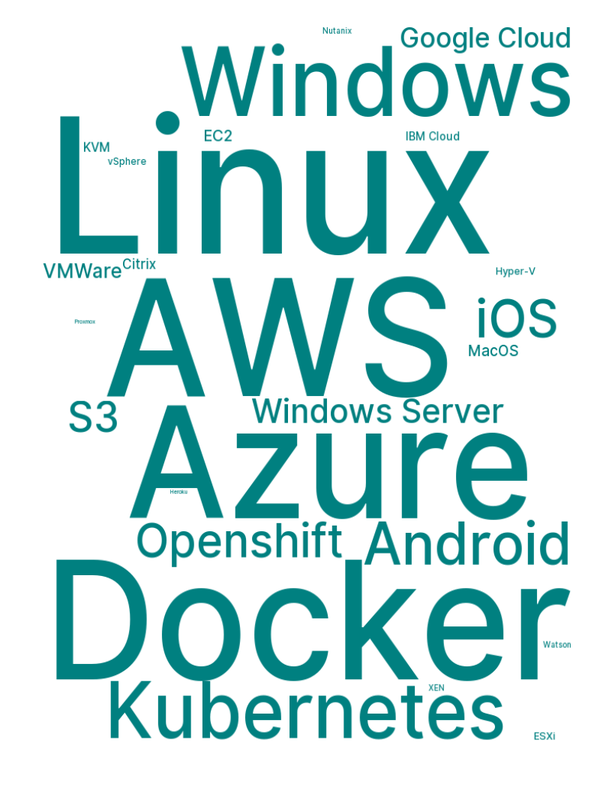 Nutanix
Google Cloud
Windows
EC2
IBM Cloud
KVM
vSphere
Linux
VMWare
Citrix
Hyper-V
Proxmox
AWS
iOS
MacOS
S3
Windows Server
Azure
Heroku
Openshift
Android
Docker
Watson
XEN
Kubernetes
ESXi